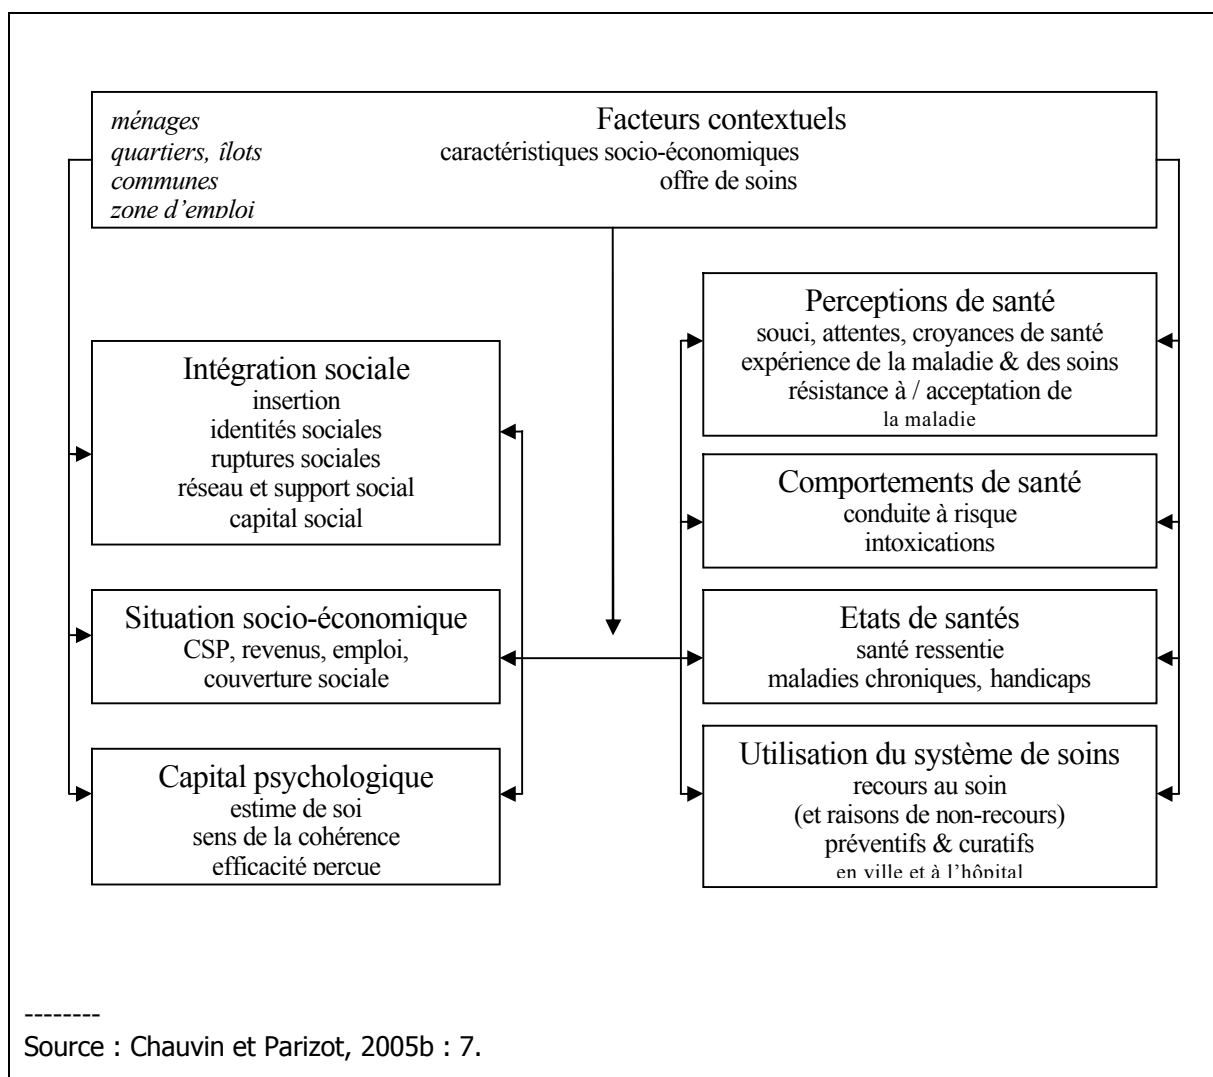 ménages
quartiers, îlots
communes
zone d’emploi
Facteurs contextuels
caractéristiques socio-économiques
offre de soins
Intégration sociale
insertion
identités sociales
ruptures sociales
réseau et support social
capital social
Situation socio-économique
CSP, revenus, emploi,
couverture sociale
Capital psychologique
estime de soi
sens de la cohérence
efficacité perçue
Perceptions de santé
souci, attentes, croyances de santé
expérience de la maladie & des soins
résistance à / acceptation de
la maladie
Comportements de santé
conduite à risque
intoxications
Etats de santés
santé ressentie
maladies chroniques, handicaps
Utilisation du système de soins
recours au soin
(et raisons de non-recours)
préventifs & curatifs
en ville et à l’hôpital
--------
Source : Chauvin et Parizot, 2005b : 7.